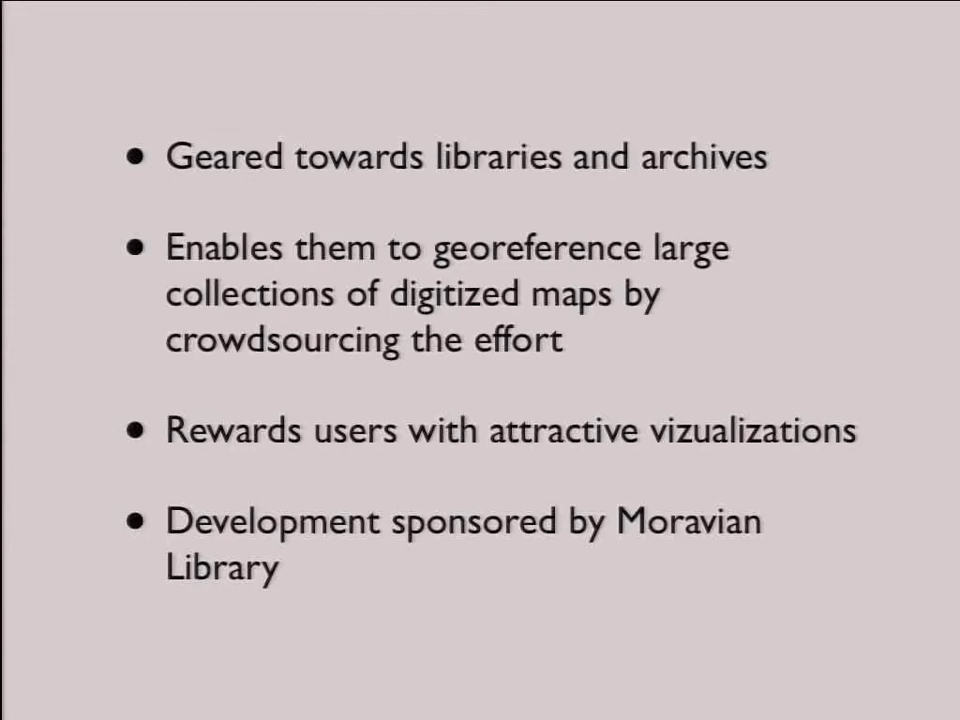 • Geared towards libraries and archives
• Enables them to georeference large
collections of digitized maps by
crowdsourcing the effort
• Rewards users with attractive vizualizations
• Development sponsored by Moravian
Library